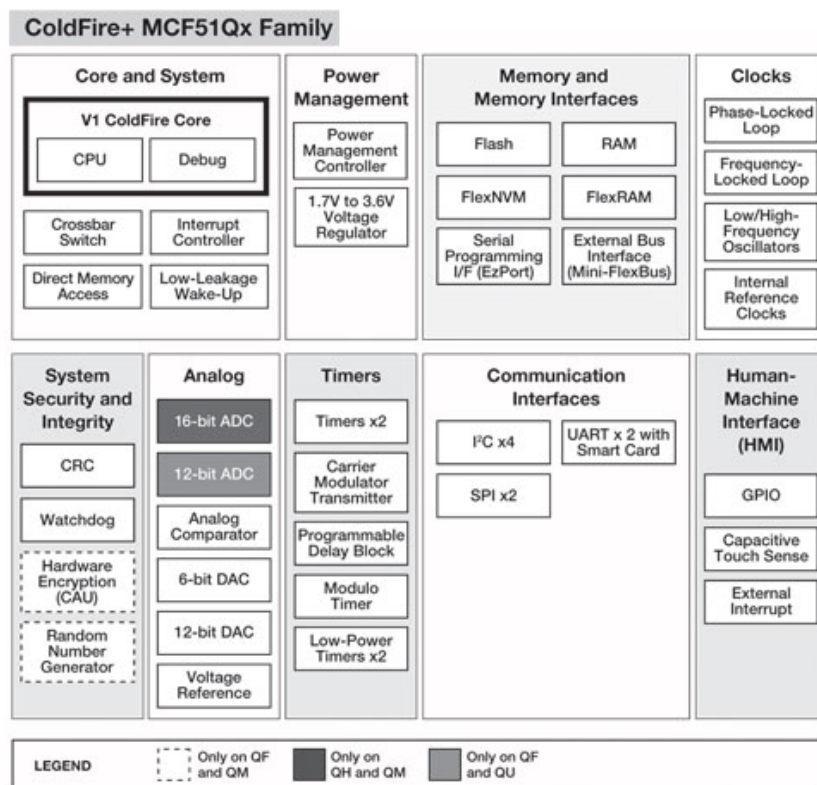 ColdFire+ MCF51Qx Family
Core and System
V1 ColdFire Core
CPU
Debug
Crossbar
Switch
Interrupt
Controller
Direct Memory
Access
Low-Leakage
Wake-Up
Power
Management
Power
Management
Controller
1.7V to 3.6V
Voltage
Regulator
Memory and
Memory Interfaces
Flash
RAM
FlexNVM
FlexRAM
Serial
Programming
I/F (EzPort)
External Bus
Interface
(Mini-FlexBus)
Clocks
Phase-Locked
Loop
Frequency-
Locked Loop
Low/High-
Frequency
Oscillators
Internal
Reference
Clocks
System
Security and
Integrity
CRC
Watchdog
Hardware
Encryption
(CAU)
Random
Number
Generator
Analog
16-bit ADC
12-bit ADC
Analog
Comparator
6-bit DAC
12-bit DAC
Voltage
Reference
Timers
Timers x2
Carrier
Modulator
Transmitter
Programmable
Delay Block
Modulo
Timer
Low-Power
Timers x2
Communication
Interfaces
I²C x4
UART x 2 with
Smart Card
SPI x2
Human-
Machine
Interface
(HMI)
GPIO
Capacitive
Touch Sense
External
Interrupt
LEGEND
Only on QF
and QM
Only on
QH and QM
Only on QF
and QU